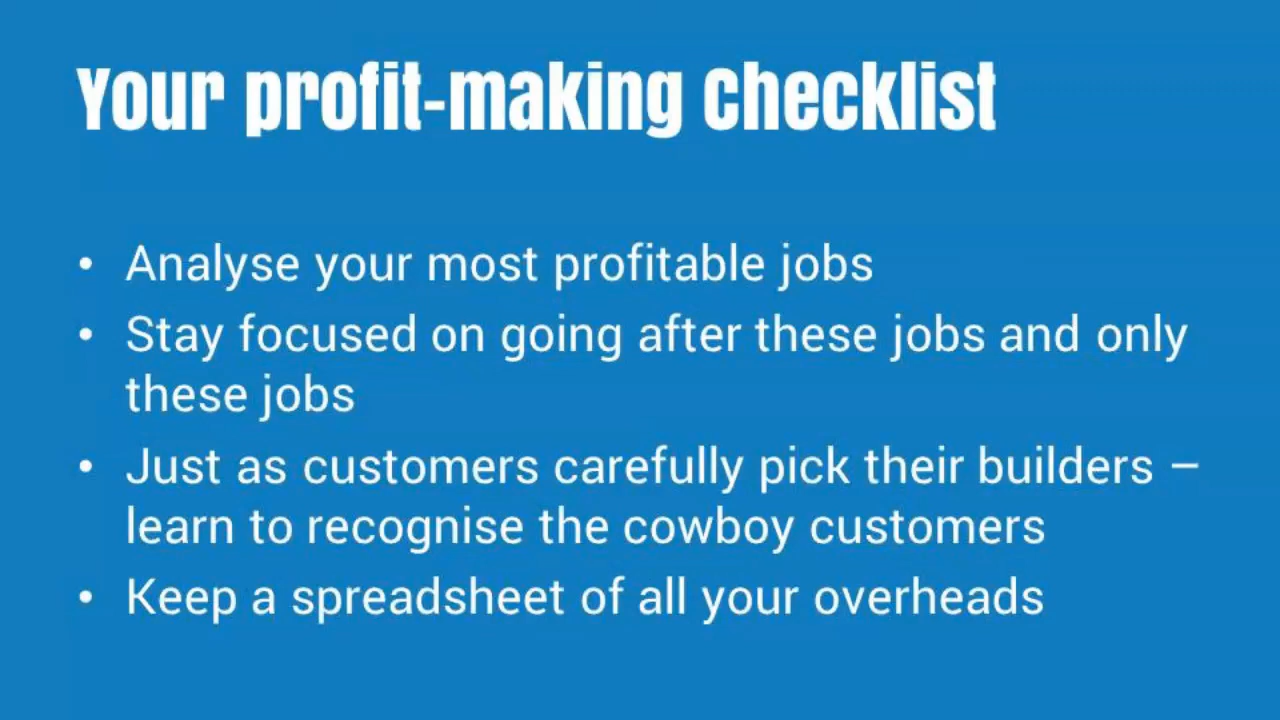 Your profit-making checklist
• Analyse your most profitable jobs
• Stay focused on going after these jobs and only
these jobs
• Just as customers carefully pick their builders –
learn to recognise the cowboy customers
• Keep a spreadsheet of all your overheads